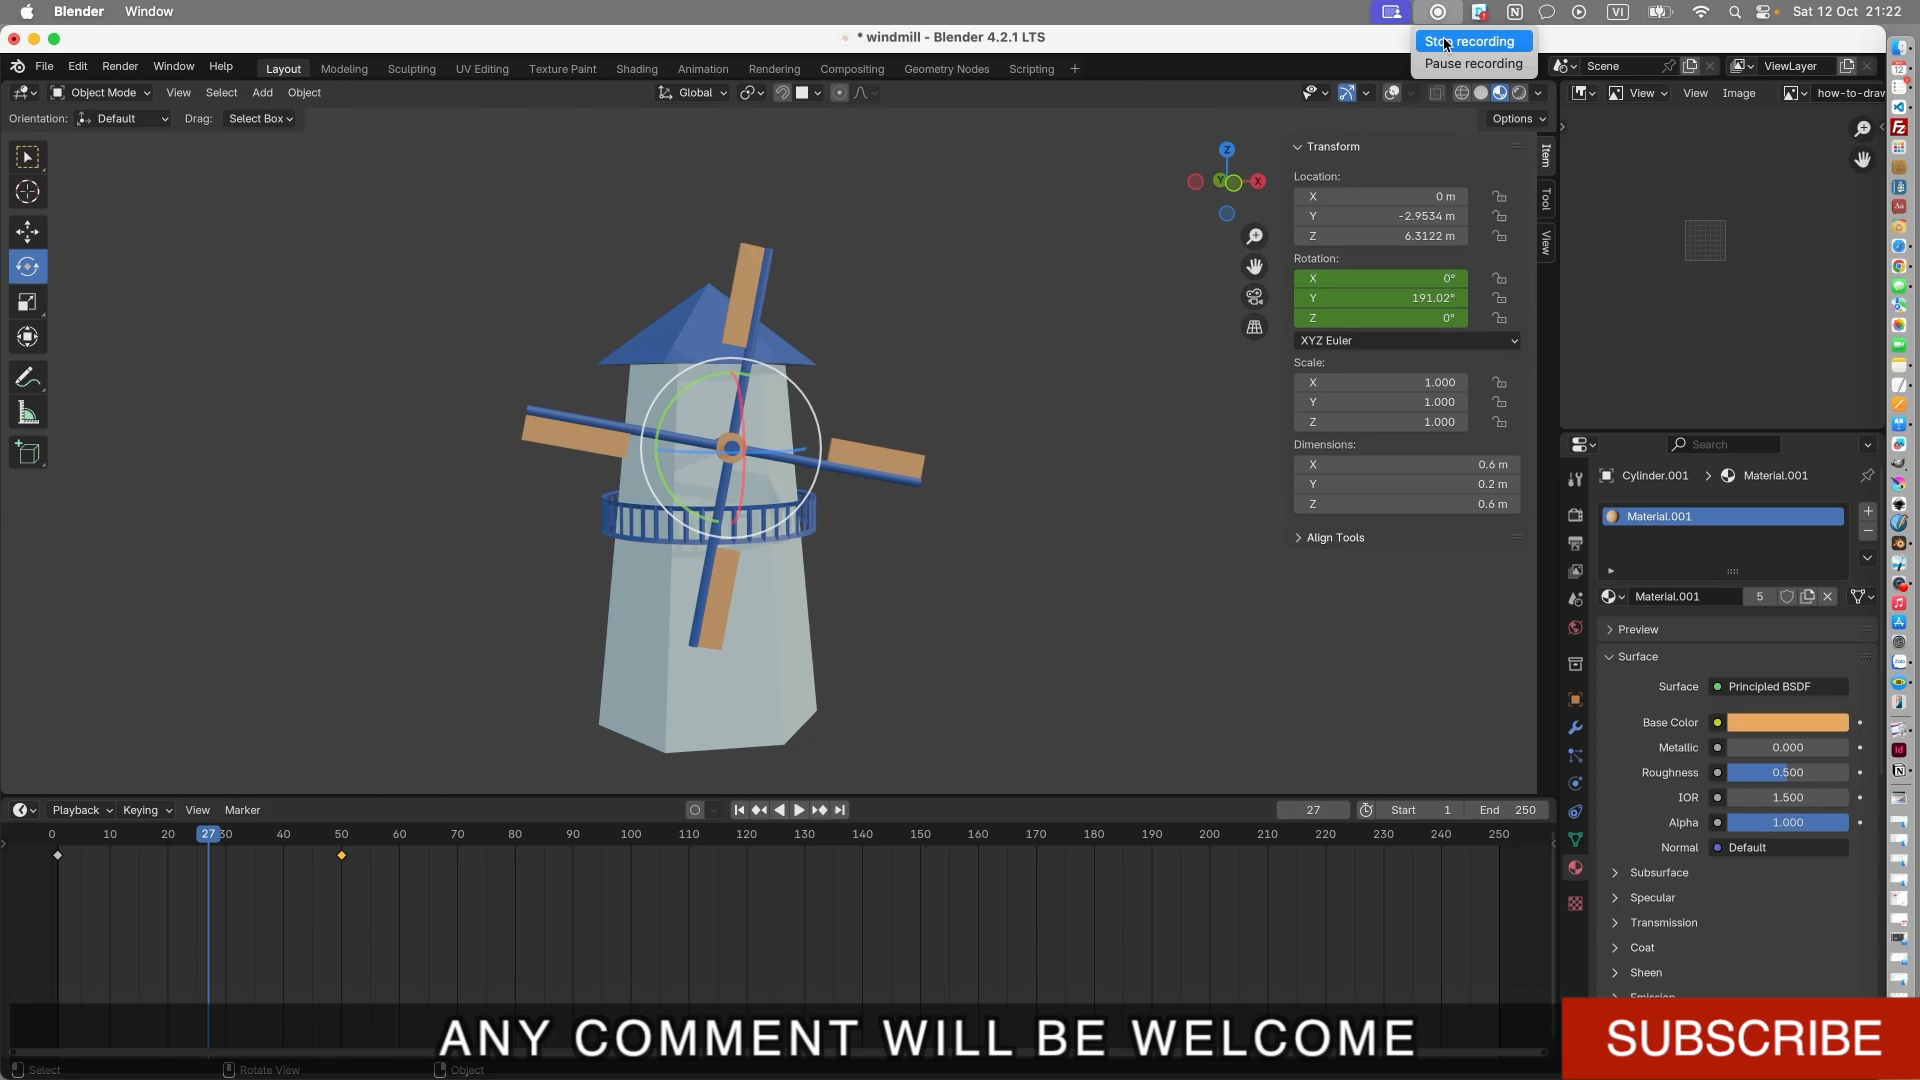 Blender Window
VI Sat 12 Oct 21:22
* windmill - Blender 4.2.1 LTS
Stop recording
Pause recording
File Edit Render Window Help
Layout Modeling Sculpting UV Editing Texture Paint Shading Animation Rendering Compositing Geometry Nodes Scripting +
Scene
ViewLayer
Object Mode View Select Add Object
Global
View View Image how-to-draw
Orientation: Default Drag: Select Box
Options
Z
Y X
Item
Tool
View
Transform
Location:
X 0 m
Y -2.9534 m
Z 6.3122 m
Rotation:
X 0°
Y 191.02°
Z 0°
XYZ Euler
Scale:
X 1.000
Y 1.000
Z 1.000
Dimensions:
X 0.6 m
Y 0.2 m
Z 0.6 m
Align Tools
Search
Cylinder.001 > Material.001
Material.001
Material.001 5
Preview
Surface
Surface Principled BSDF
Base Color
Metallic 0.000
Roughness 0.500
IOR 1.500
Alpha 1.000
Normal Default
Subsurface
Specular
Transmission
Coat
Sheen
Playback Keying View Marker
27 Start 1 End 250
0 10 20 27 30 40 50 60 70 80 90 100 110 120 130 140 150 160 170 180 190 200 210 220 230 240 250
ANY COMMENT WILL BE WELCOME
SUBSCRIBE
Select Rotate View Object